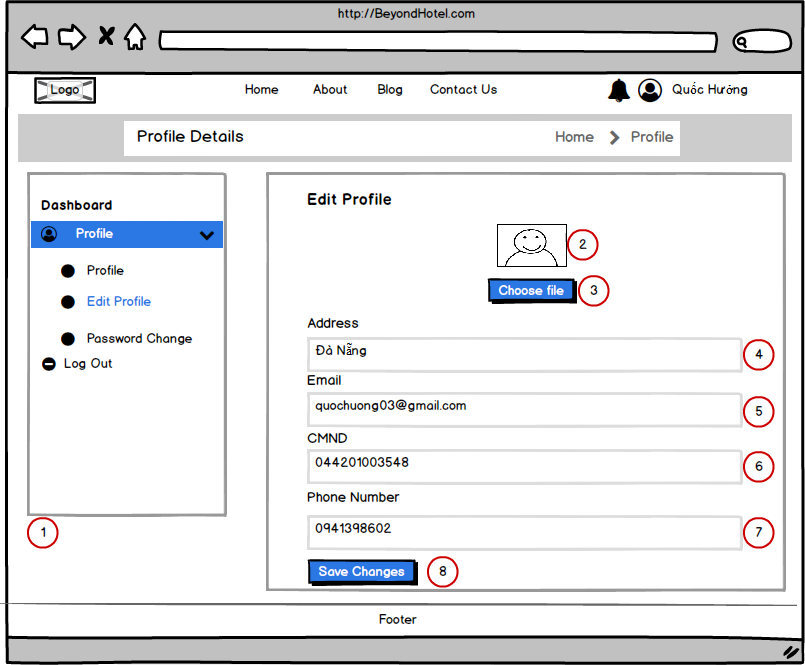 http://BeyondHotel.com
Logo Home About Blog Contact Us Quốc Hưởng
Profile Details Home Profile
Dashboard
Profile
Profile
Edit Profile
Password Change
Log Out
1
Edit Profile
2
Choose file 3
Address
Đà Nẵng 4
Email
quochuong03@gmail.com 5
CMND
044201003548 6
Phone Number
0941398602 7
Save Changes 8
Footer